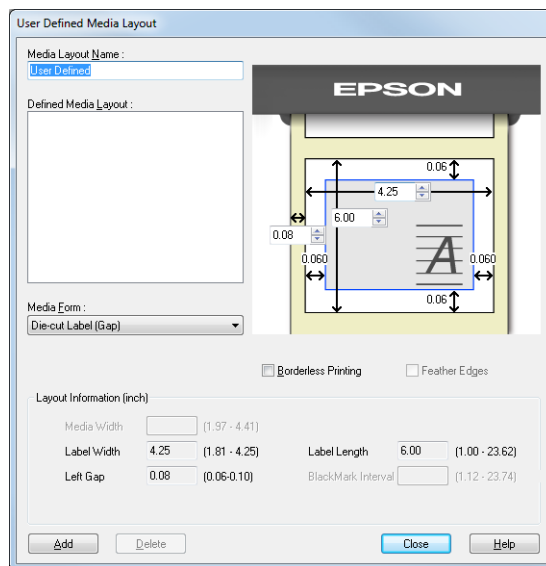 User Defined Media Layout
Media Layout Name :
User Defined
Defined Media Layout :
EPSON
0.06
4.25
6.00
0.08
0.060 0.060
A
0.06
Media Form :
Die-cut Label (Gap)
Borderless Printing Feather Edges
Layout Information (inch)
Media Width (1.97 - 4.41)
Label Width 4.25 (1.81 - 4.25) Label Length 6.00 (1.00 - 23.62)
Left Gap 0.08 (0.06-0.10) BlackMark Interval (1.12 - 23.74)
Add Delete Close Help